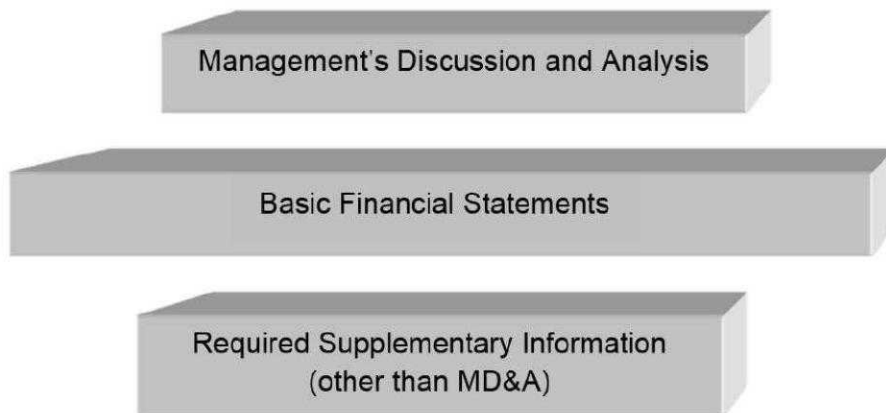 Management's Discussion and Analysis
Basic Financial Statements
Required Supplementary Information
(other than MD&A)